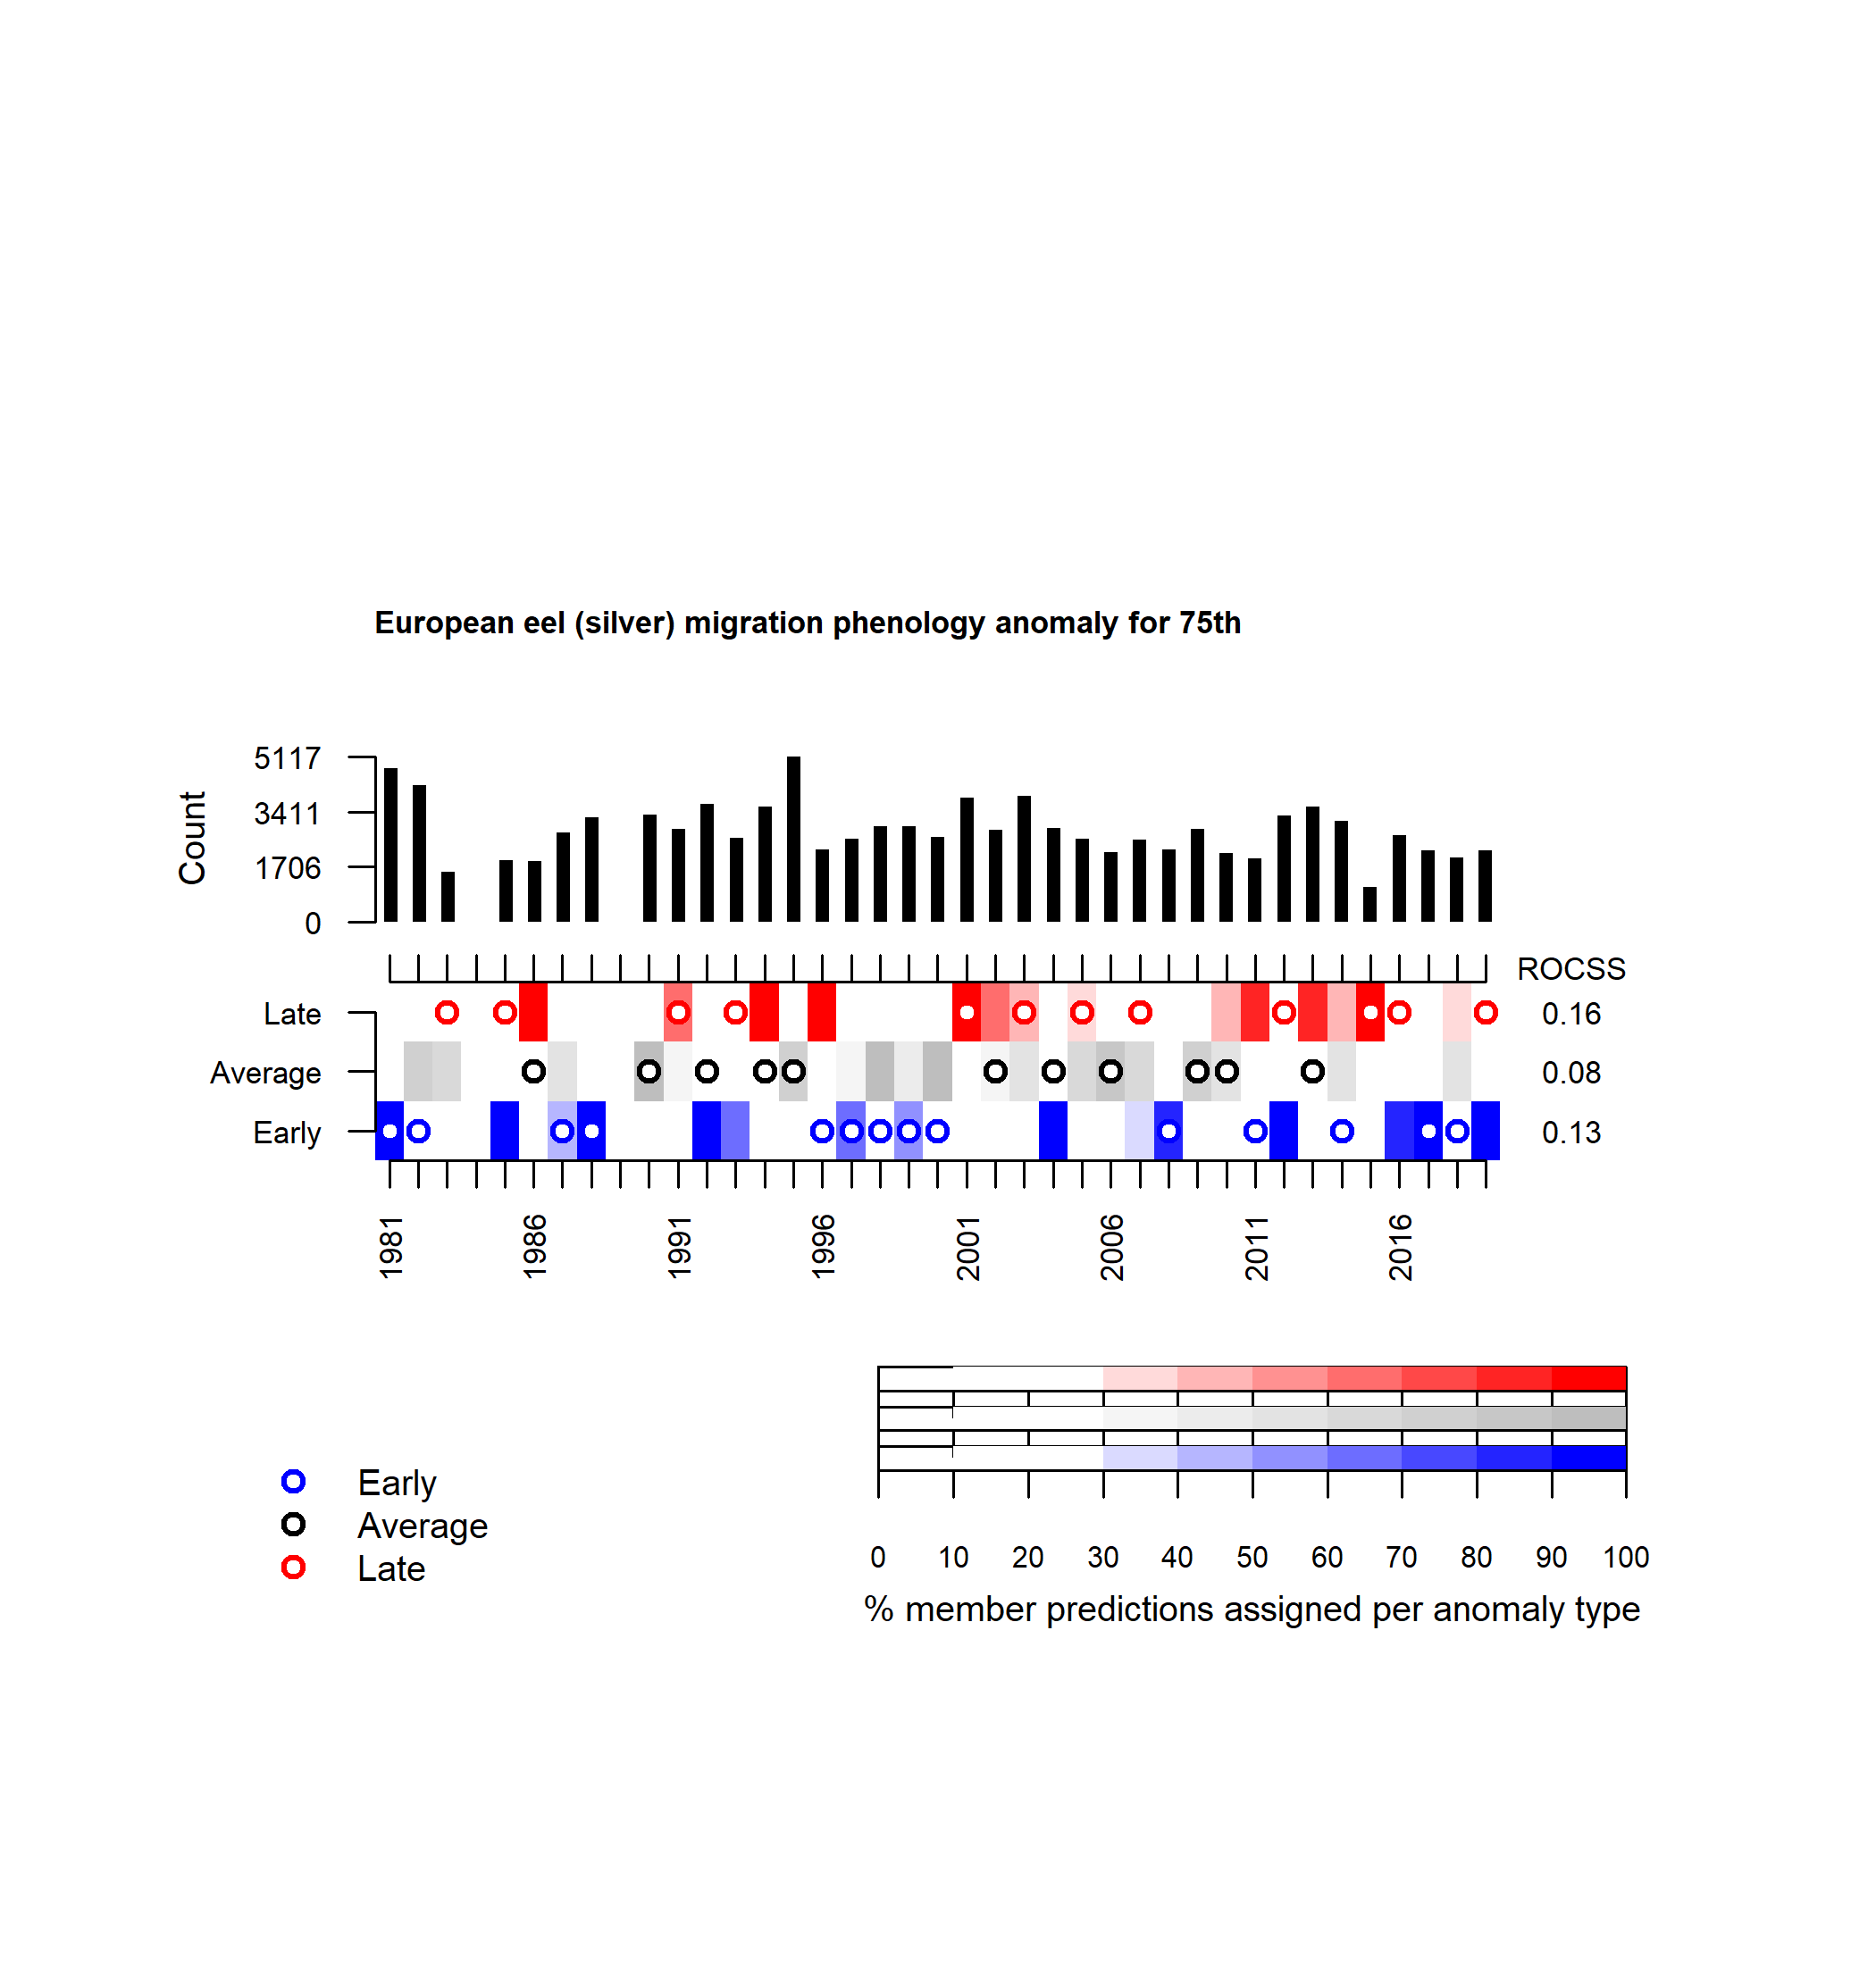 European eel (silver) migration phenology anomaly for 75th
Count
5117
3411
1706
0
ROCSS
Late 0.16
Average 0.08
Early 0.13
1981 1986 1991 1996 2001 2006 2011 2016
Early
Average
Late
0 10 20 30 40 50 60 70 80 90 100
% member predictions assigned per anomaly type